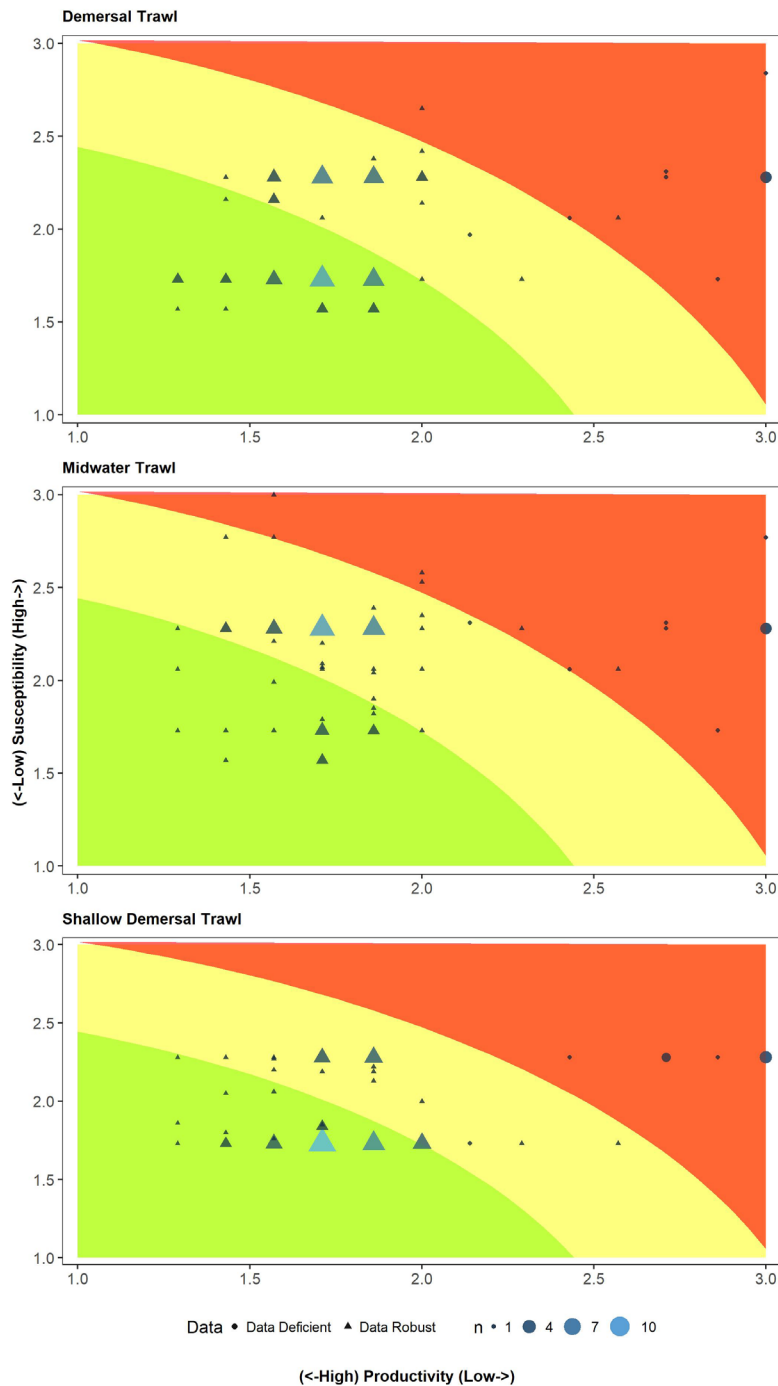 Demersal Trawl
3.0
2.5
2.0
1.5
1.0
1.0 1.5 2.0 2.5 3.0
Midwater Trawl
3.0
2.5
2.0
1.5
1.0
1.0 1.5 2.0 2.5 3.0
(<-Low) Susceptibility (High->)
Shallow Demersal Trawl
3.0
2.5
2.0
1.5
1.0
1.0 1.5 2.0 2.5 3.0
Data Data Deficient Data Robust n 1 4 7 10
(<-High) Productivity (Low->)